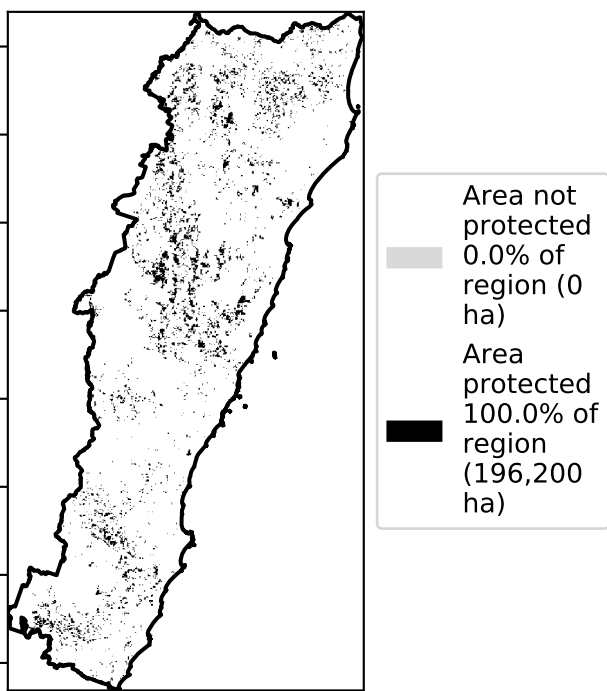 Area not
protected
0.0% of
region (0
ha)
Area
protected
100.0% of
region
(196,200
ha)